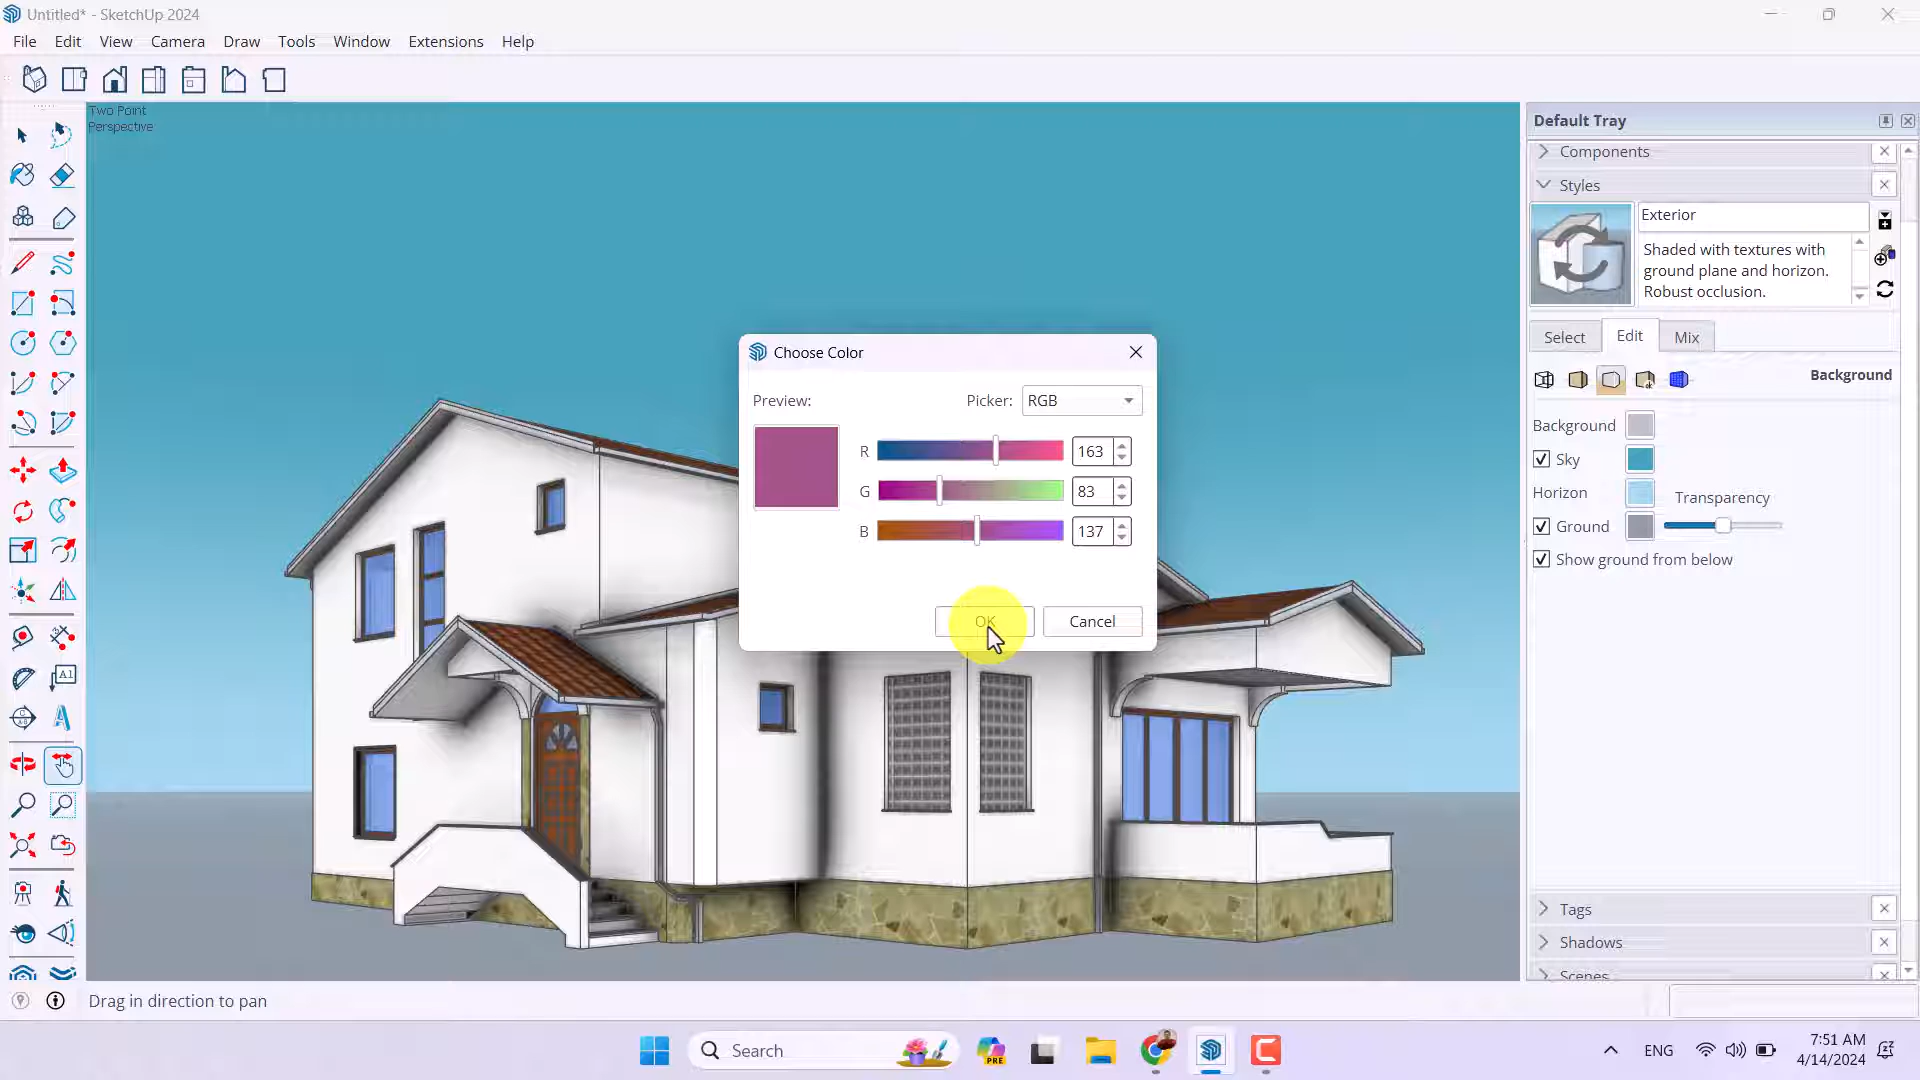 Untitled* - SketchUp 2024
File Edit View Camera Draw Tools Window Extensions Help
Two Point
Perspective
Default Tray
Components
Styles
Exterior
Shaded with textures with
ground plane and horizon.
Robust occlusion.
Select Edit Mix
Background
Background
Sky
Horizon
Transparency
Ground
Show ground from below
Choose Color
Preview:
Picker: RGB
R 163
G 83
B 137
OK Cancel
A1
A
Tags
Shadows
Scenes
Drag in direction to pan
Search
PRE
ENG
7:51 AM
4/14/2024